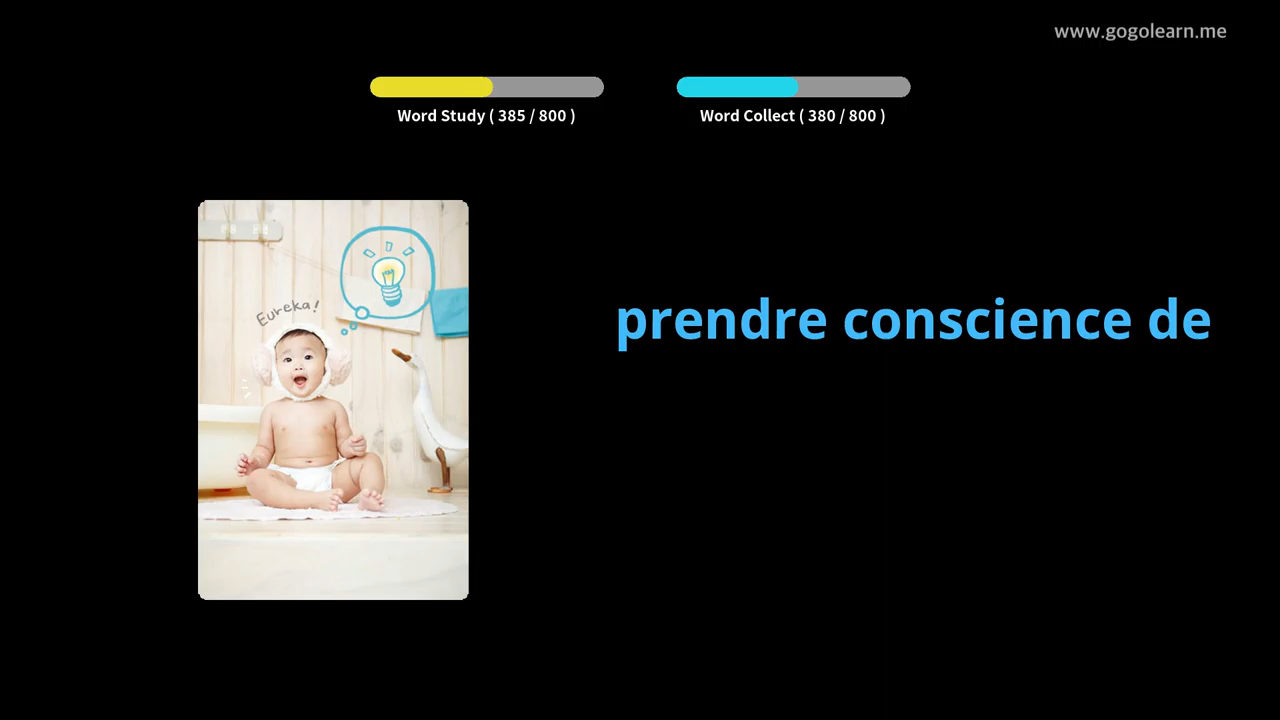 www.gogolearn.me
Word Study ( 385 / 800 )
Word Collect ( 380 / 800 )
Eureka!
prendre conscience de